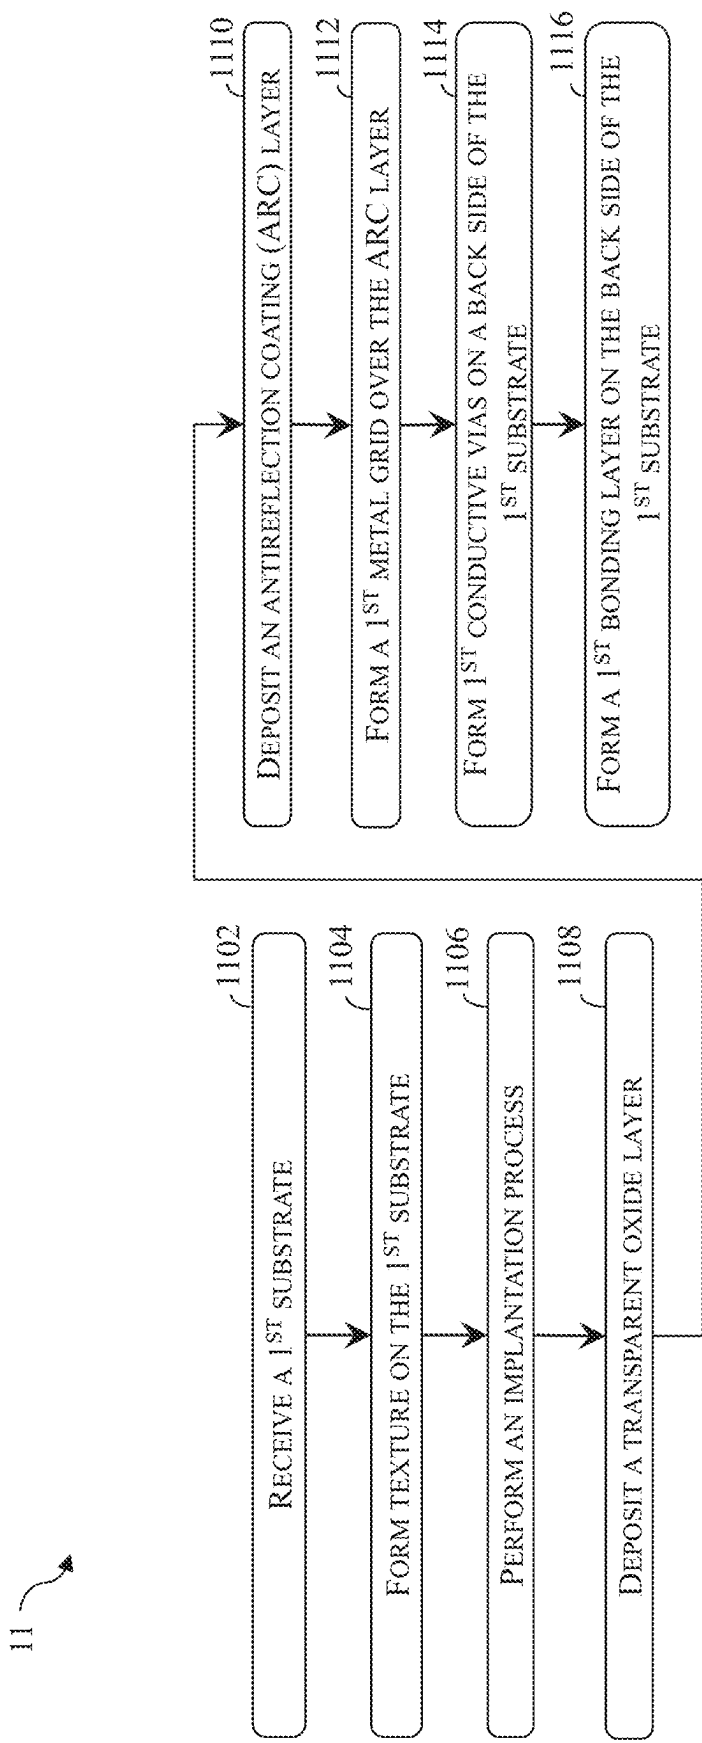 11
1102
RECEIVE A 1ST SUBSTRATE
1104
FORM TEXTURE ON THE 1ST SUBSTRATE
1106
PERFORM AN IMPLANTATION PROCESS
1108
DEPOSIT A TRANSPARENT OXIDE LAYER
1110
DEPOSIT AN ANTIREFLECTION COATING (ARC) LAYER
1112
FORM A 1ST METAL GRID OVER THE ARC LAYER
1114
FORM 1ST CONDUCTIVE VIAS ON A BACK SIDE OF THE
1ST SUBSTRATE
1116
FORM A 1ST BONDING LAYER ON THE BACK SIDE OF THE
1ST SUBSTRATE